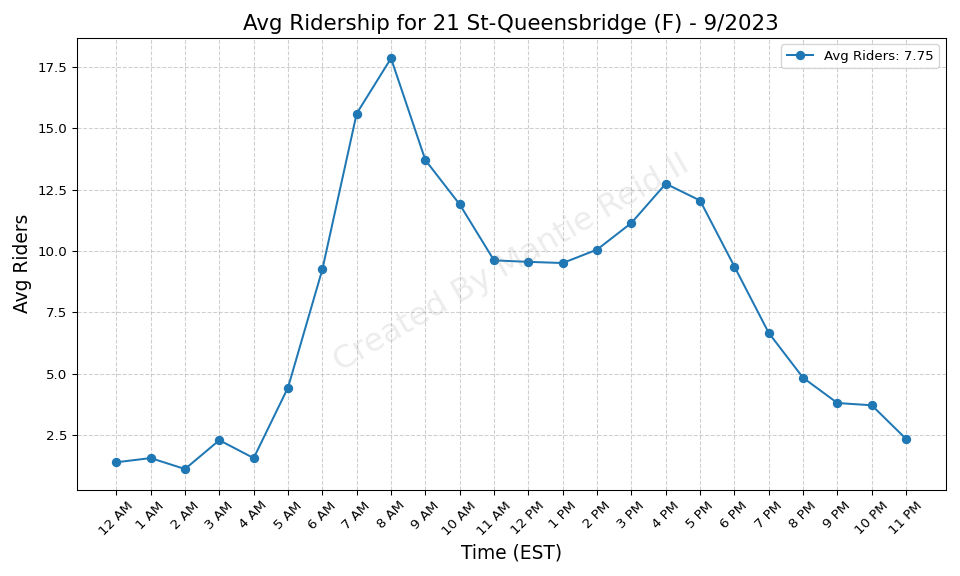 Avg Ridership for 21 St-Queensbridge (F) - 9/2023
Avg Riders: 7.75
17.5
15.0
12.5
10.0
7.5
5.0
2.5
Avg Riders
Created By Mantie Reid II
12 AM 1 AM 2 AM 3 AM 4 AM 5 AM 6 AM 7 AM 8 AM 9 AM 10 AM 11 AM 12 PM 1 PM 2 PM 3 PM 4 PM 5 PM 6 PM 7 PM 8 PM 9 PM 10 PM 11 PM
Time (EST)